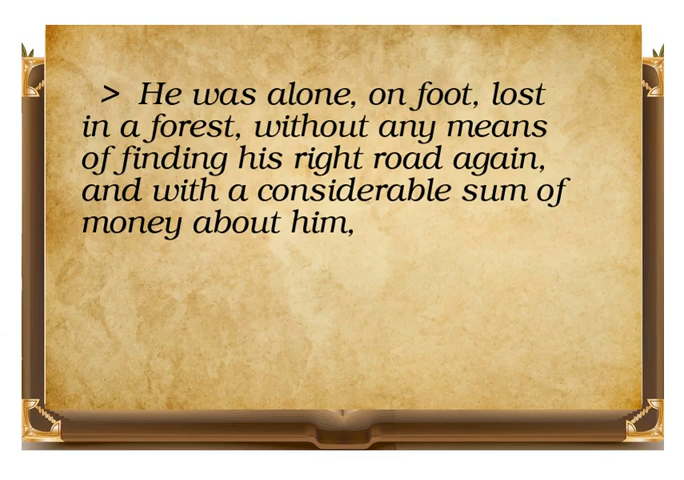 > He was alone, on foot, lost
in a forest, without any means
of finding his right road again,
and with a considerable sum of
money about him,